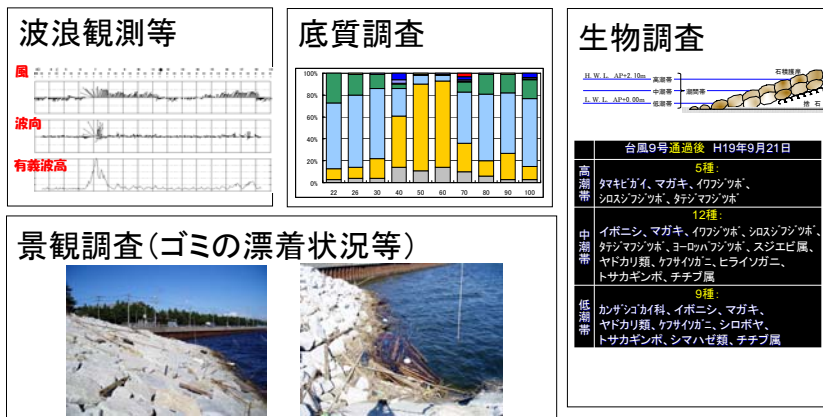 波浪観測等
風
波向
有義波高
底質調査
100%
80%
60%
40%
20%
0%
22 26 30 40 50 60 70 80 90 100
生物調査
石積護岸
H.W.L. AP+2.10m
高潮帯
中潮帯
潮間帯
L.W.L. AP+0.00m
低潮帯
捨石
台風9号通過後 H19年9月21日
高潮帯
5種:
タマキビガイ、マガキ、イワフジツボ、
シロスジフジツボ、タテジマフジツボ
中潮帯
12種:
イボニシ、マガキ、イワフジツボ、シロスジフジツボ、
タテジマフジツボ、ヨーロッパフジツボ、スジエビ属、
ヤドカリ類、ケフサイソガニ、ヒライソガニ、
トサカギンポ、チチブ属
低潮帯
9種:
カンザシゴカイ科、イボニシ、マガキ、
ヤドカリ類、ケフサイソガニ、シロボヤ、
トサカギンポ、シマハゼ類、チチブ属
景観調査(ゴミの漂着状況等)